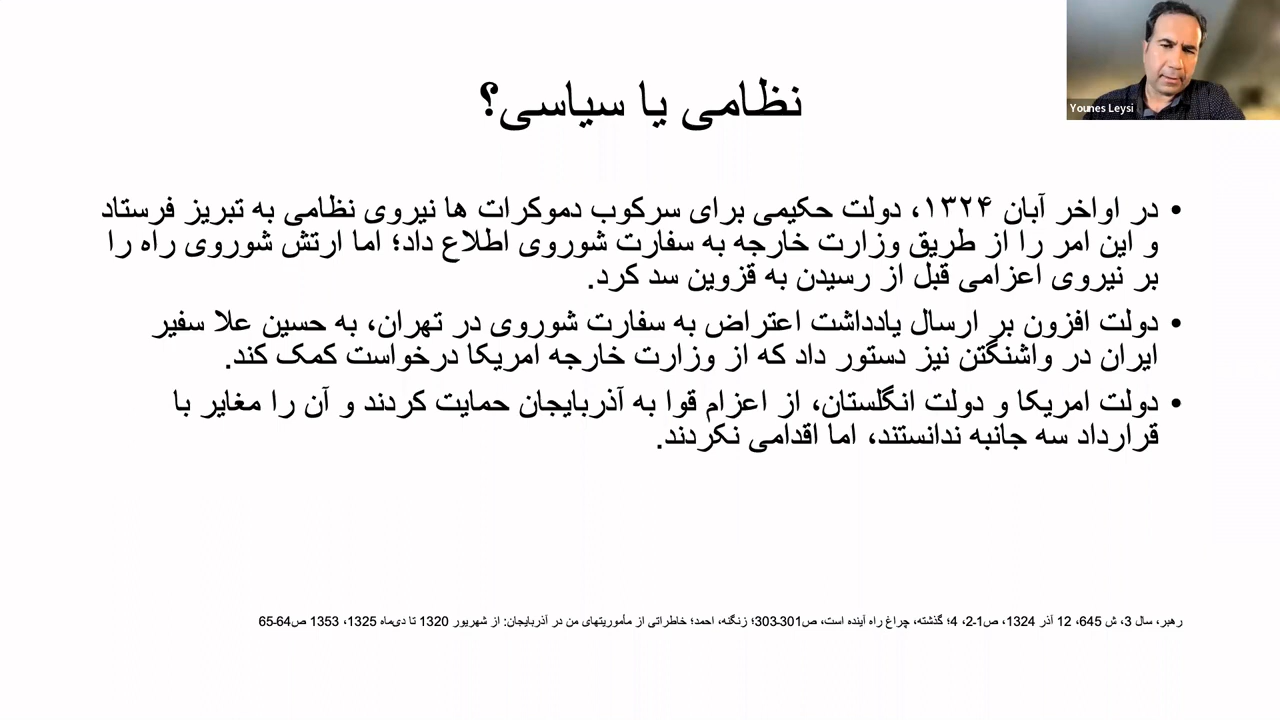 نظامی یا سیاسی؟
Younes Leysi
• در اواخر آبان ۱۳۲۴، دولت حکیمی برای سرکوب دموکرات ها نیروی نظامی به تبریز فرستاد
و این امر را از طریق وزارت خارجه به سفارت شوروی اطلاع داد؛ اما ارتش شوروی راه را
بر نیروی اعزامی قبل از رسیدن به قزوین سد کرد.
• دولت افزون بر ارسال یادداشت اعتراض به سفارت شوروی در تهران، به حسین علا سفیر
ایران در واشنگتن نیز دستور داد که از وزارت خارجه امریکا درخواست کمک کند.
• دولت امریکا و دولت انگلستان، از اعزام قوا به آذربایجان حمایت کردند و آن را مغایر با
قرارداد سه جانبه ندانستند، اما اقدامی نکردند.
رهبر، سال 3، ش 645، 12 آذر 1324، ص1-2، 4؛ گذشته، چراغ راه آینده است، ص301-303؛ زنگنه، احمد؛ خاطراتی از مأموریتهای من در آذربایجان: از شهریور 1320 تا دی‌ماه 1325، 1353 ص64-65